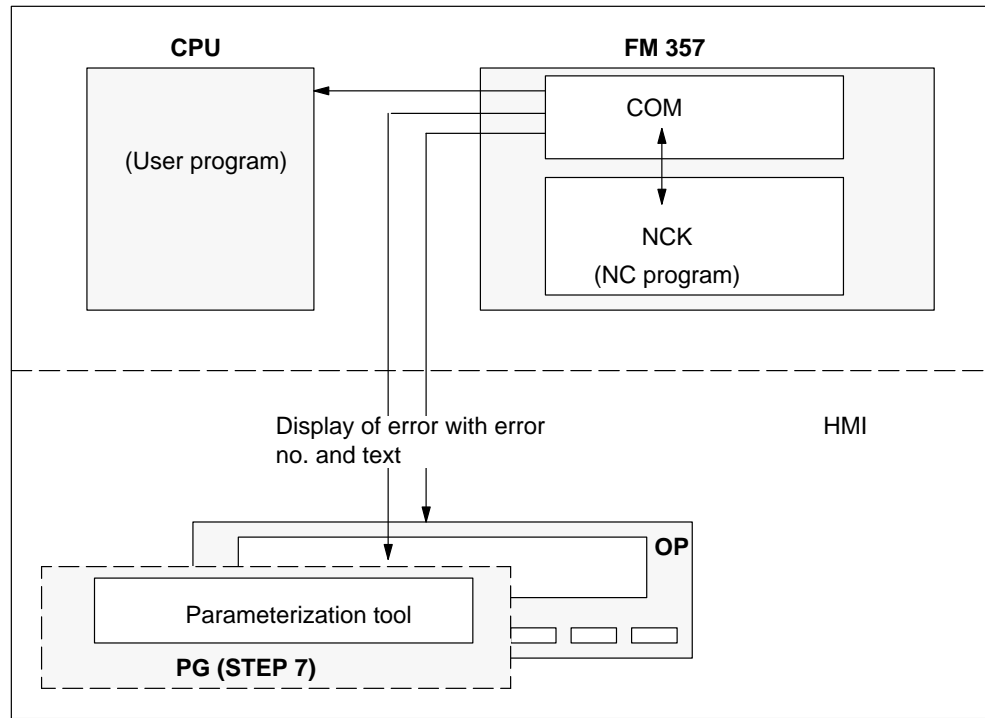 CPU
FM 357
COM
(User program)
NCK
(NC program)
Display of error with error
no. and text
HMI
OP
Parameterization tool
PG (STEP 7)